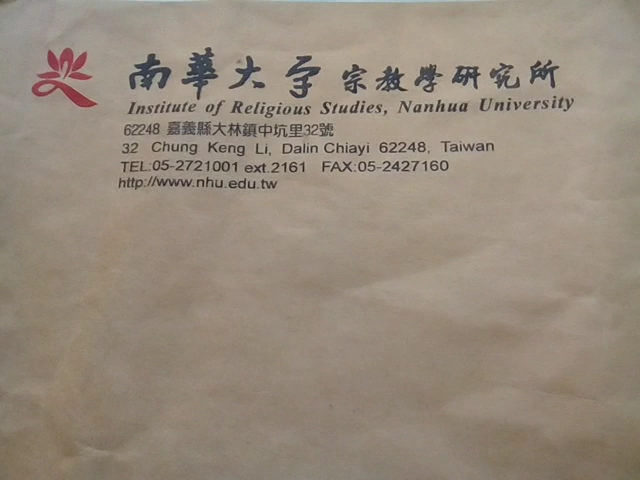 南華大学 宗教學研究所
Institute of Religious Studies, Nanhua University
62248 嘉義縣大林鎮中坑里32號
32 Chung Keng Li, Dalin Chiayi 62248, Taiwan
TEL:05-2721001 ext.2161 FAX:05-2427160
http://www.nhu.edu.tw